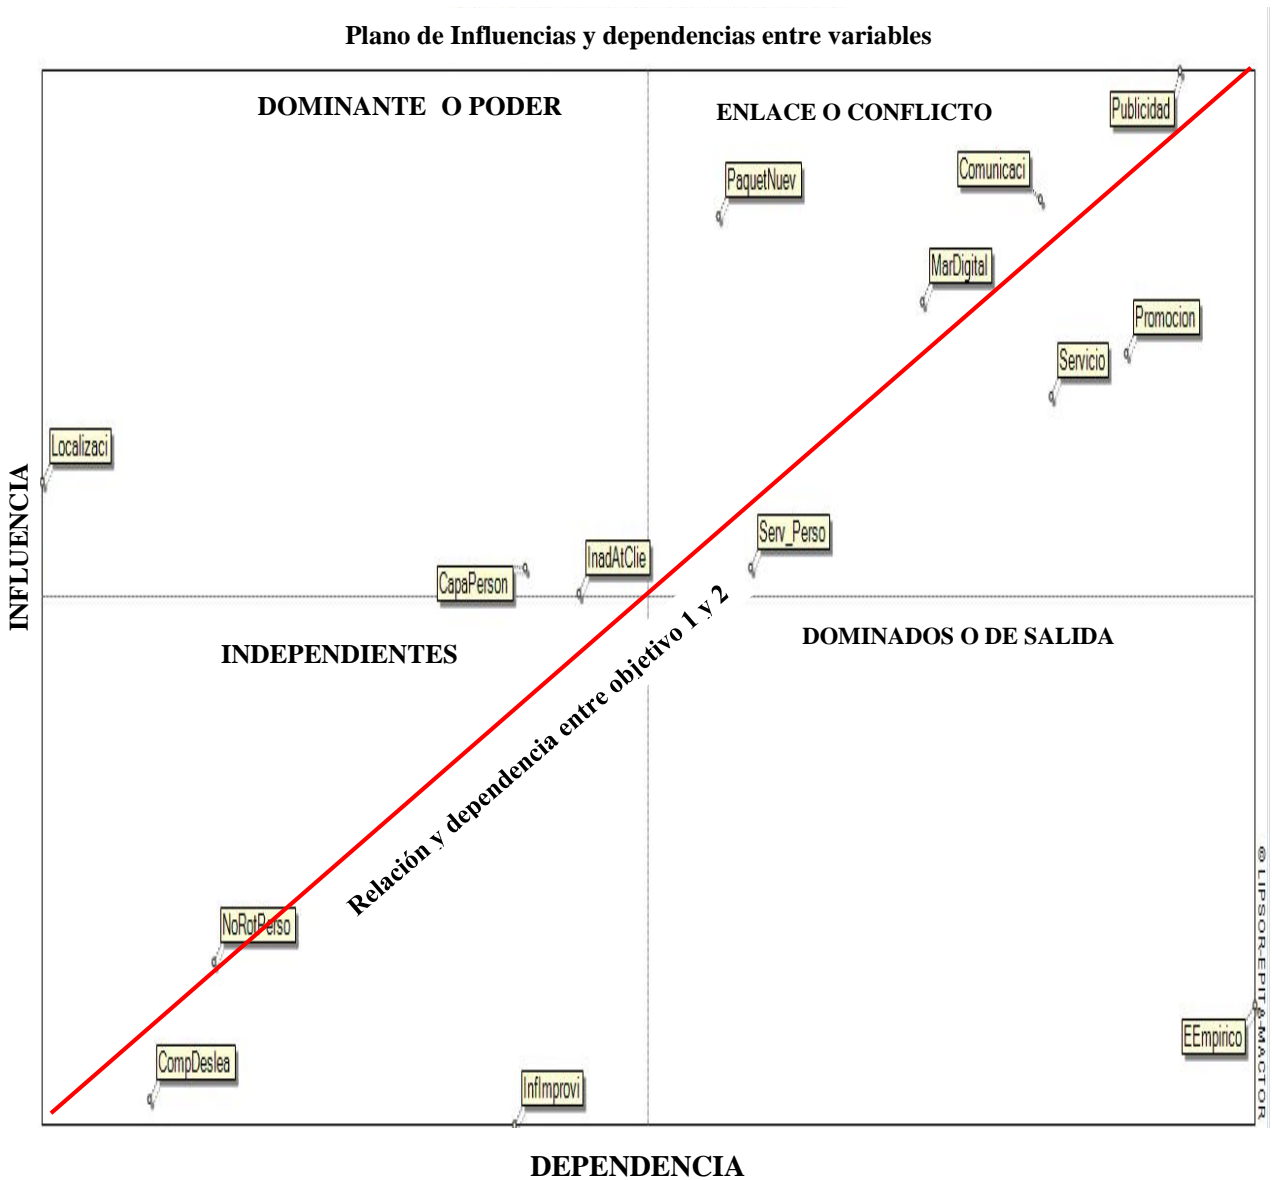 Plano de Influencias y dependencias entre variables
DOMINANTE O PODER
ENLACE O CONFLICTO
Publicidad
PaquetNuev
Comunicaci
MarDigital
Promocion
Servicio
Localizaci
INFLUENCIA
Serv_Perso
InadAtClie
CapaPerson
INDEPENDIENTES
DOMINADOS O DE SALIDA
Relación y dependencia entre objetivo 1 y 2
NoRotPerso
CompDeslea
InfImprovi
EEmpirico
© LIPSOR-EPITA-MACTOR
DEPENDENCIA